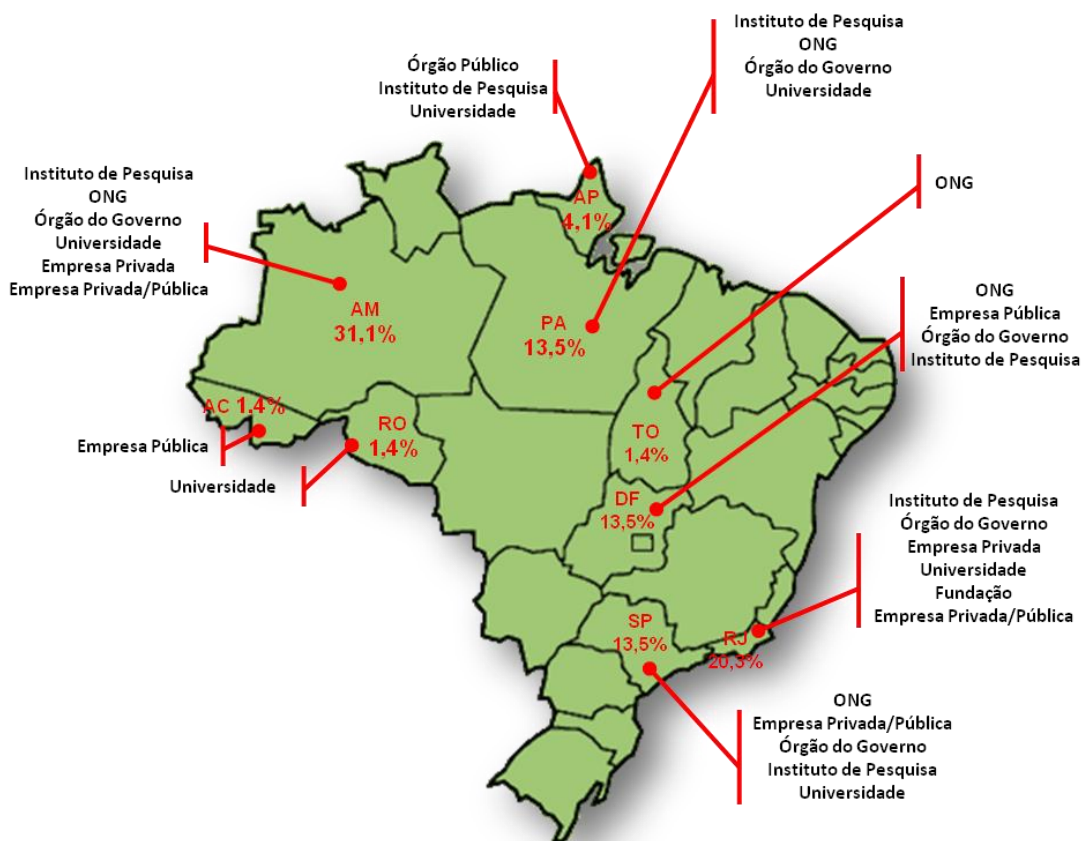 Instituto de Pesquisa
ONG
Órgão do Governo
Universidade
Órgão Público
Instituto de Pesquisa
Universidade
ONG
Instituto de Pesquisa
ONG
Órgão do Governo
Universidade
Empresa Privada
Empresa Privada/Pública
AP
4,1%
AM
31,1%
PA
13,5%
ONG
Empresa Pública
Órgão do Governo
Instituto de Pesquisa
AC 1.4%
Empresa Pública
RO
1,4%
Universidade
TO
1,4%
DF
13,5%
Instituto de Pesquisa
Órgão do Governo
Empresa Privada
Universidade
Fundação
Empresa Privada/Pública
SP
13,5%
RJ
20,3%
ONG
Empresa Privada/Pública
Órgão do Governo
Instituto de Pesquisa
Universidade